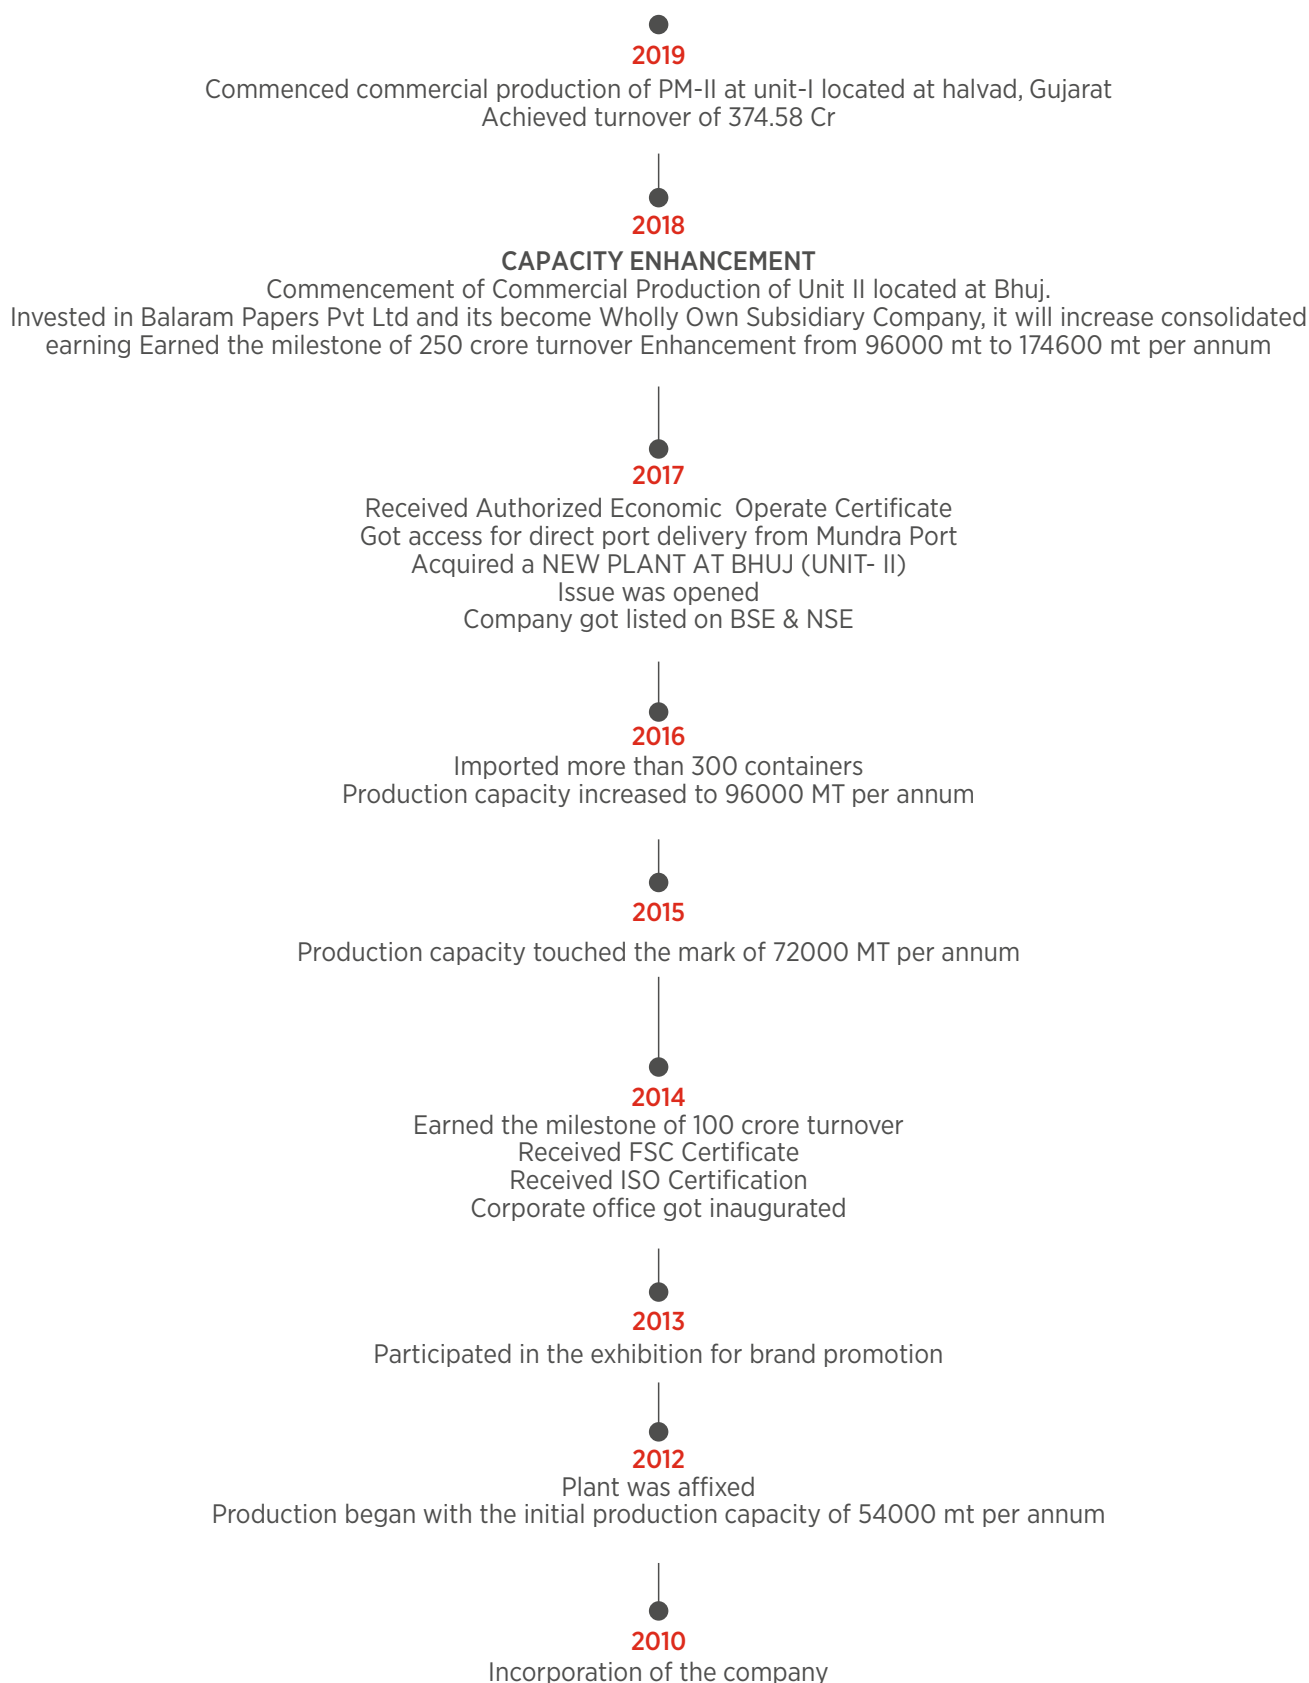 2019
Commenced commercial production of PM-II at unit-I located at halvad, Gujarat
Achieved turnover of 374.58 Cr
2018
CAPACITY ENHANCEMENT
Commencement of Commercial Production of Unit II located at Bhuj.
Invested in Balaram Papers Pvt Ltd and its become Wholly Own Subsidiary Company, it will increase consolidated
earning Earned the milestone of 250 crore turnover Enhancement from 96000 mt to 174600 mt per annum
2017
Received Authorized Economic Operate Certificate
Got access for direct port delivery from Mundra Port
Acquired a NEW PLANT AT BHUJ (UNIT- II)
Issue was opened
Company got listed on BSE & NSE
2016
Imported more than 300 containers
Production capacity increased to 96000 MT per annum
2015
Production capacity touched the mark of 72000 MT per annum
2014
Earned the milestone of 100 crore turnover
Received FSC Certificate
Received ISO Certification
Corporate office got inaugurated
2013
Participated in the exhibition for brand promotion
2012
Plant was affixed
Production began with the initial production capacity of 54000 mt per annum
2010
Incorporation of the company